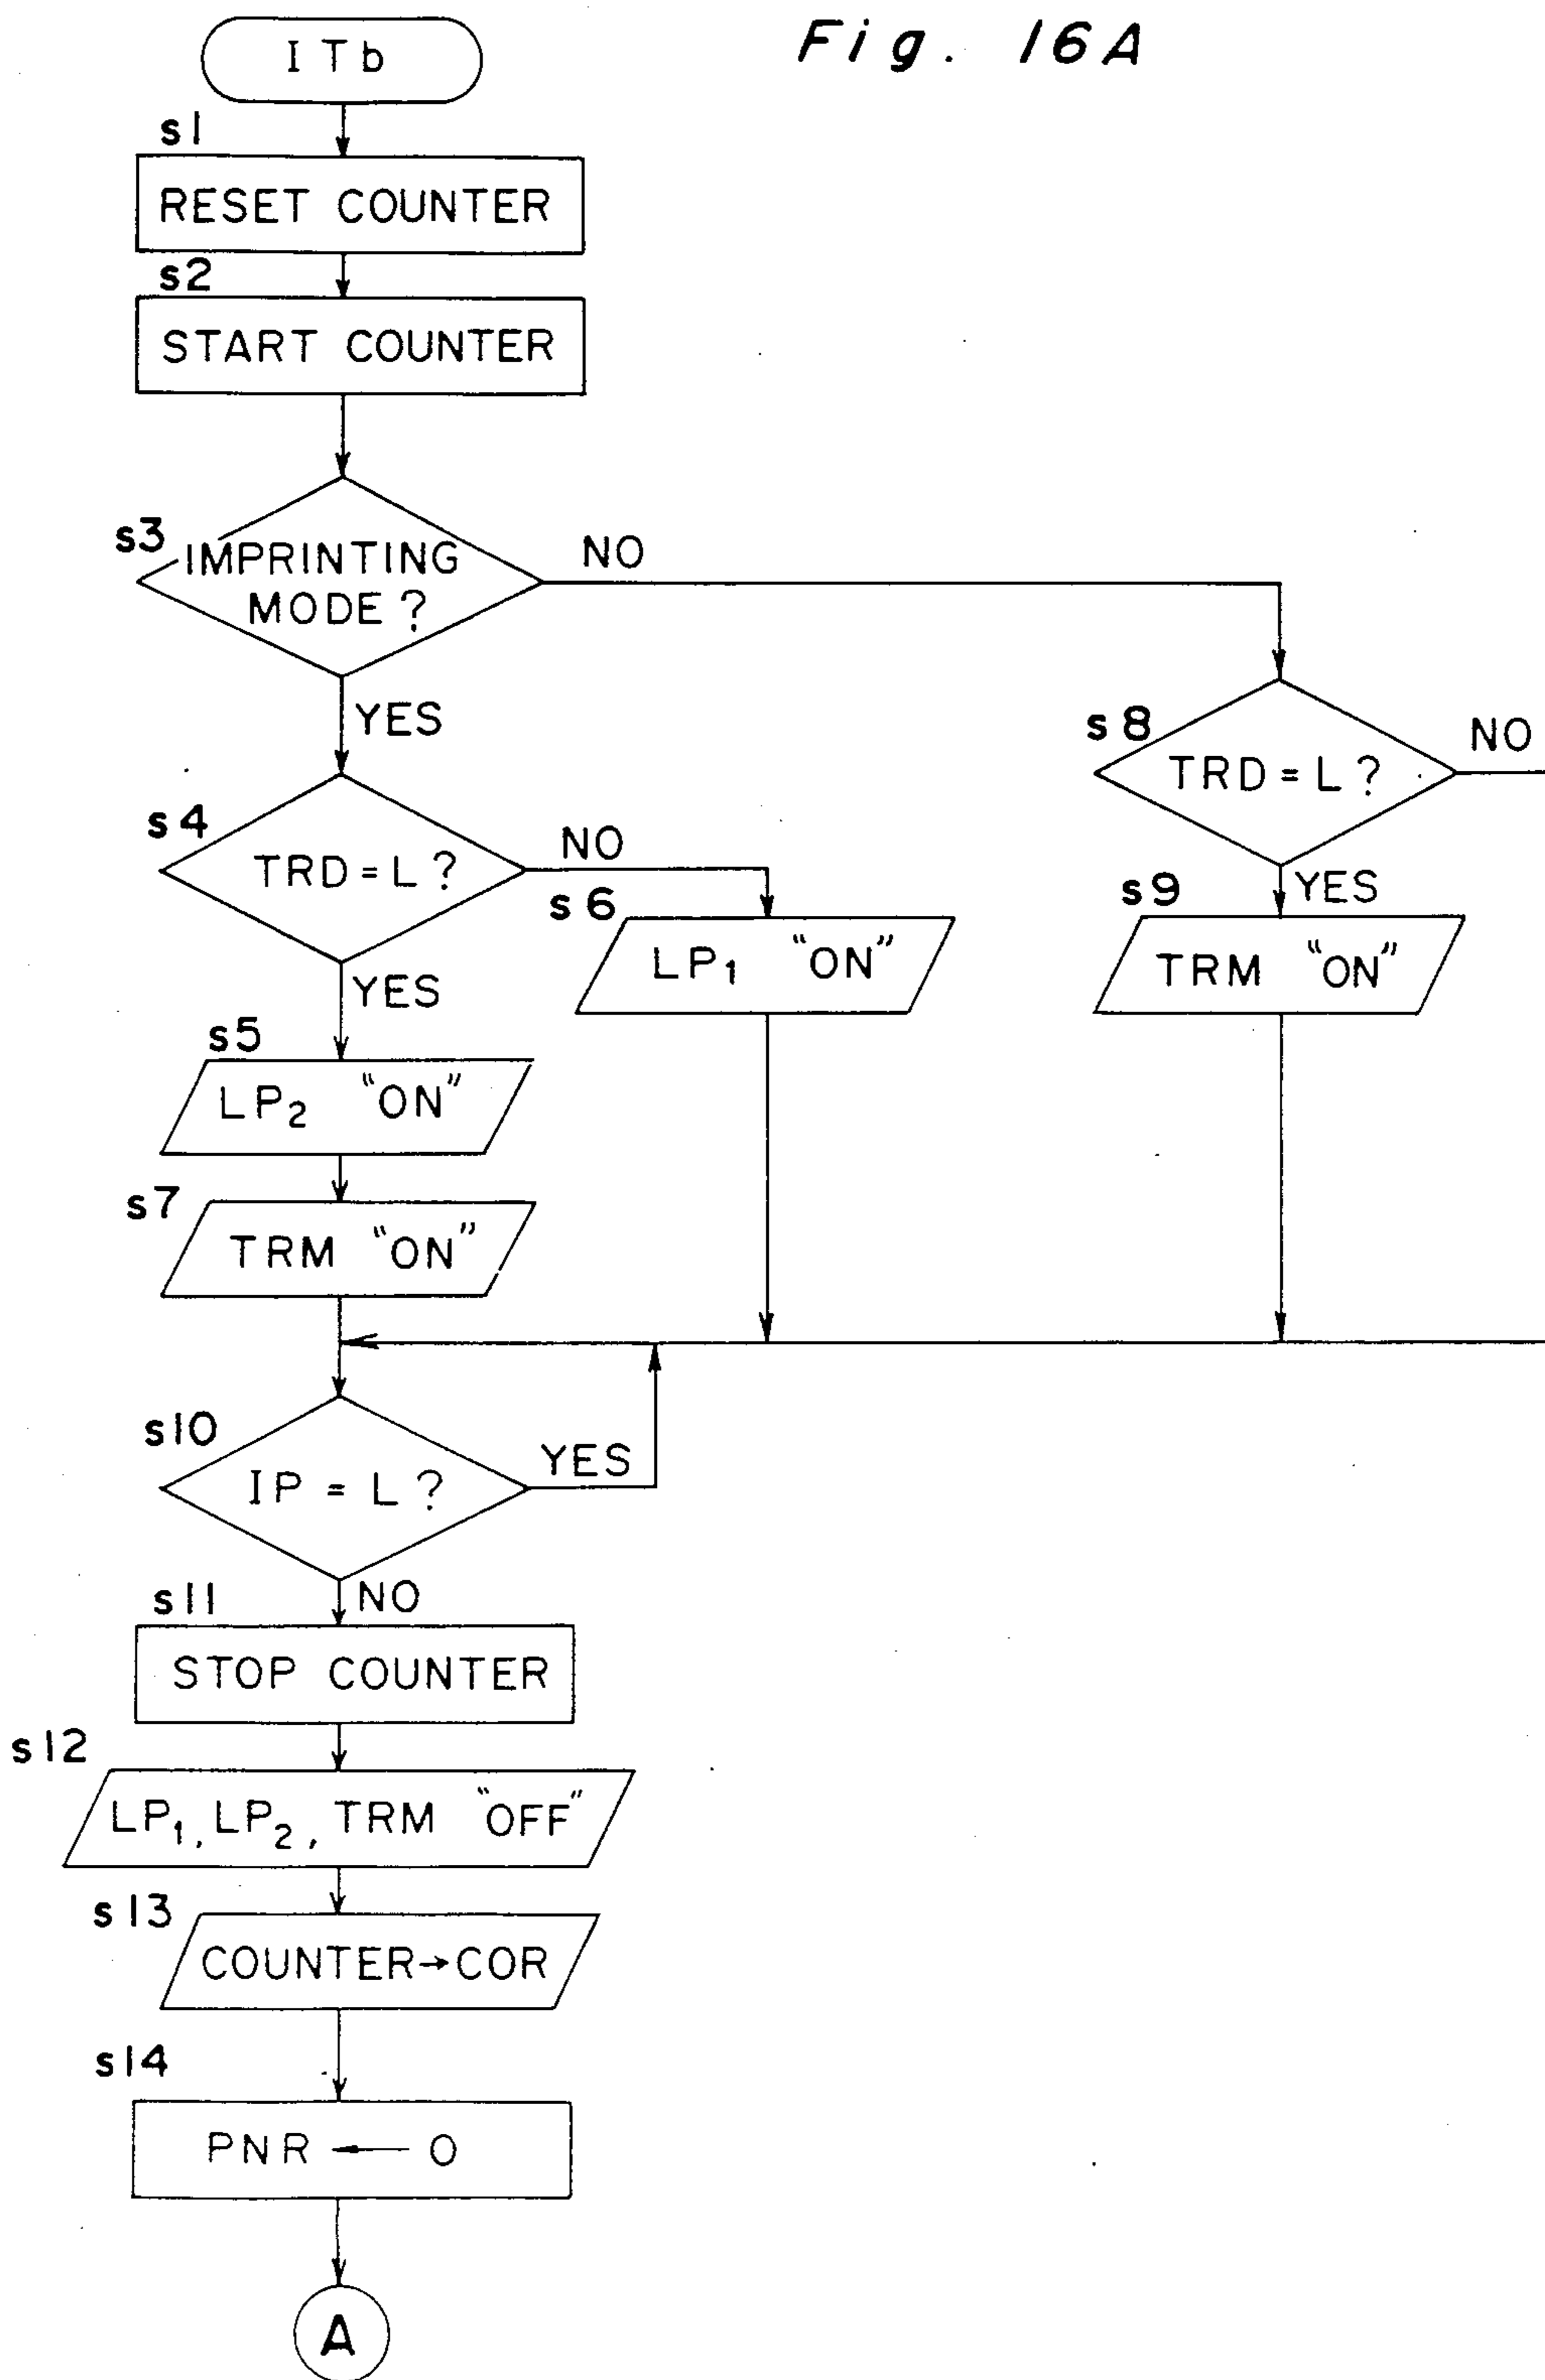 Fig. 16A
ITb
s1
RESET COUNTER
s2
START COUNTER
s3
IMPRINTING
MODE?
NO
YES
s4
TRD = L ?
NO
YES
s8
TRD = L ?
NO
YES
s6
LP₁ "ON"
s9
TRM "ON"
s5
LP₂ "ON"
s7
TRM "ON"
s10
IP = L ?
YES
NO
s11
STOP COUNTER
s12
LP₁, LP₂, TRM "OFF"
s13
COUNTER→COR
s14
PNR ← 0
A